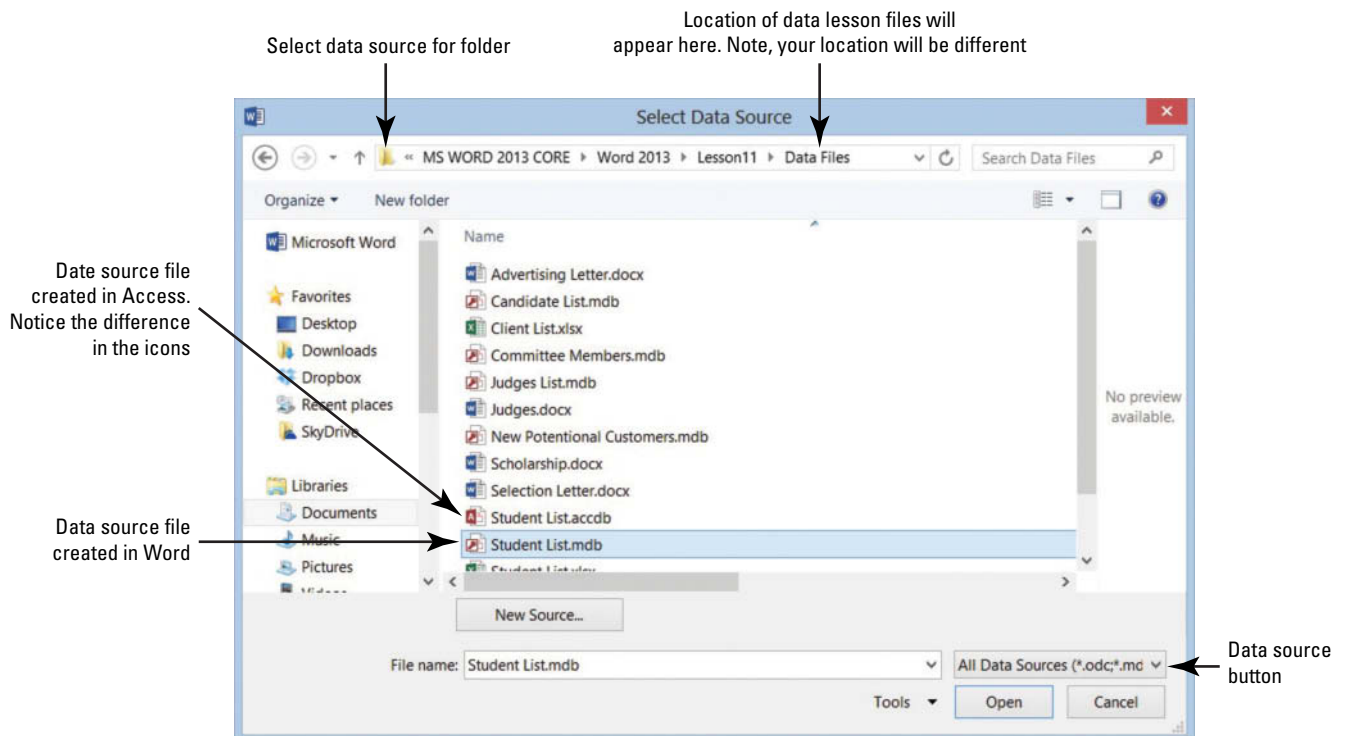 Location of data lesson files will
appear here. Note, your location will be different
Select data source for folder
Select Data Source
« MS WORD 2013 CORE Word 2013 Lesson11 Data Files
Search Data Files
Organize
New folder
Date source file
created in Access.
Notice the difference
in the icons
Data source file
created in Word
Microsoft Word
Favorites
Desktop
Downloads
Dropbox
Recent places
SkyDrive
Libraries
Documents
Music
Pictures
Videos
Name
Advertising Letter.docx
Candidate List.mdb
Client List.xlsx
Committee Members.mdb
Judges List.mdb
Judges.docx
New Potentional Customers.mdb
Scholarship.docx
Selection Letter.docx
Student List.accdb
Student List.mdb
Student List.xlsx
No preview
available.
New Source...
File name: Student List.mdb
All Data Sources (*.odc;*.md
Data source
button
Tools
Open
Cancel